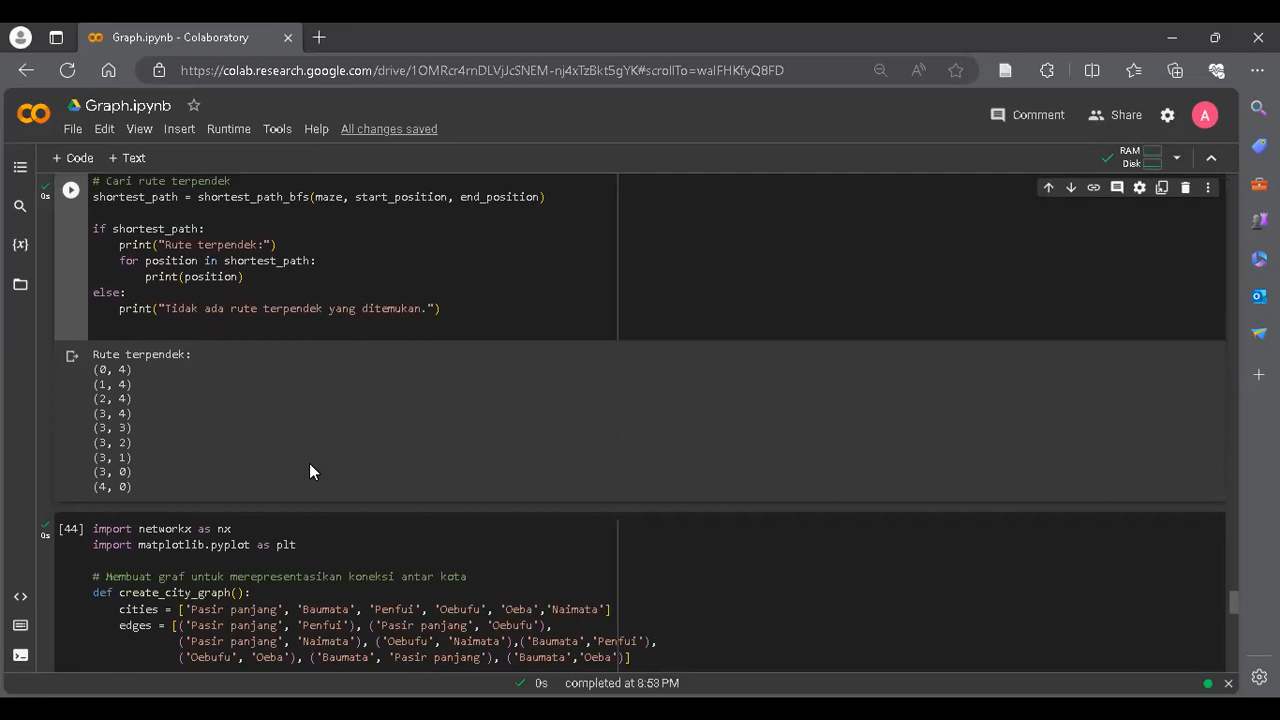 Graph.ipynb - Colaboratory
https://colab.research.google.com/drive/1OMRcr4rnDLVjJcSNEM-nj4xTzBkt5gYK#scrollTo=walFHKfyQ8FD
Graph.ipynb
File Edit View Insert Runtime Tools Help All changes saved
Comment Share A
+ Code + Text
RAM
Disk
# Cari rute terpendek
0s
shortest_path = shortest_path_bfs(maze, start_position, end_position)
if shortest_path:
print("Rute terpendek:")
for position in shortest_path:
print(position)
else:
print("Tidak ada rute terpendek yang ditemukan.")
Rute terpendek:
(0, 4)
(1, 4)
(2, 4)
(3, 4)
(3, 3)
(3, 2)
(3, 1)
(3, 0)
(4, 0)
[44] import networkx as nx
0s
import matplotlib.pyplot as plt
# Membuat graf untuk merepresentasikan koneksi antar kota
def create_city_graph():
cities = ['Pasir panjang', 'Baumata', 'Penfui', 'Oebufu', 'Oeba','Naimata']
edges = [('Pasir panjang', 'Penfui'), ('Pasir panjang', 'Oebufu'),
('Pasir panjang', 'Naimata'), ('Oebufu', 'Naimata'),('Baumata','Penfui'),
('Oebufu', 'Oeba'), ('Baumata', 'Pasir panjang'), ('Baumata','Oeba')]
0s completed at 8:53 PM